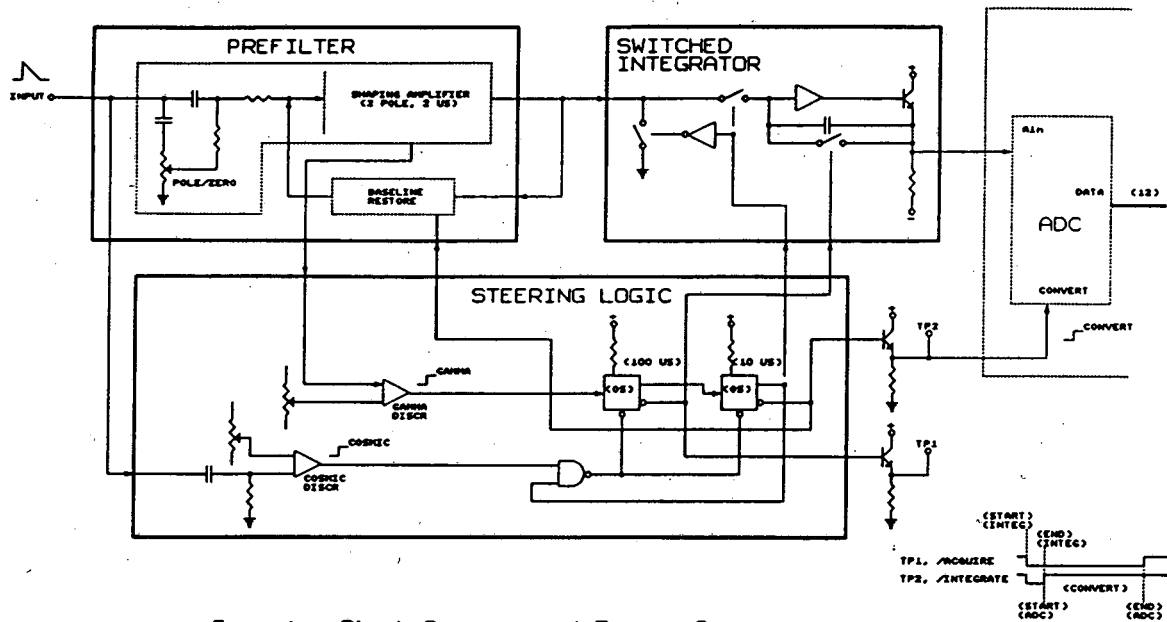 PREFILTER
SWITCHED
INTEGRATOR
INPUT
SHAPING AMPLIFIER
(2 POLE, 2 US)
POLE/ZERO
BASELINE
RESTORE
Ain
DATA
(12)
ADC
CONVERT
CONVERT
STEERING LOGIC
TP2
(100 US)
(10 US)
GAMMA
(OS)
(OS)
GAMMA
DISCR
COSMIC
TP1
COSMIC
DISCR
(START)
(INTEG)
(END)
(INTEG)
TP1, /ACQUIRE
TP2, /INTEGRATE
(CONVERT)
(START)
(ADC)
(END)
(ADC)